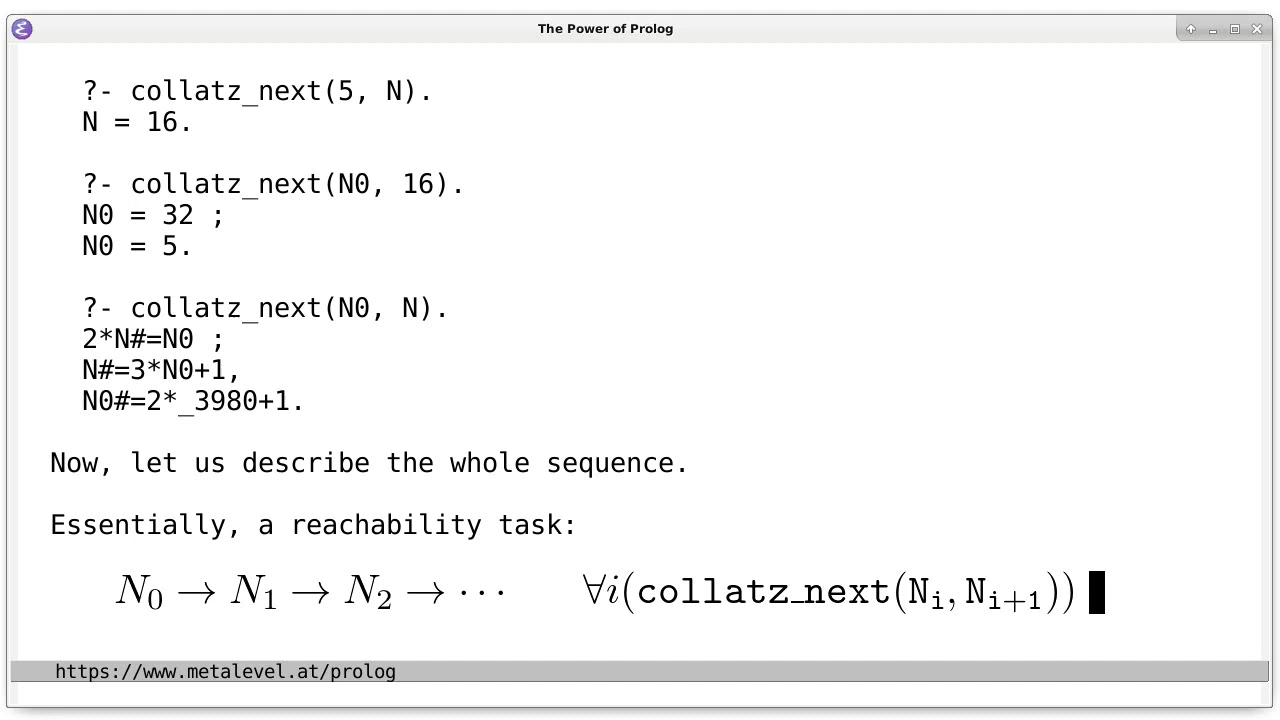 The Power of Prolog
?- collatz_next(5, N).
N = 16.
?- collatz_next(N0, 16).
N0 = 32 ;
N0 = 5.
?- collatz_next(N0, N).
2*N#=N0 ;
N#=3*N0+1,
N0#=2*_3980+1.
Now, let us describe the whole sequence.
Essentially, a reachability task:
N₀ → N₁ → N₂ → ⋯ ∀i(collatz_next(Nᵢ, Nᵢ₊₁))
https://www.metalevel.at/prolog